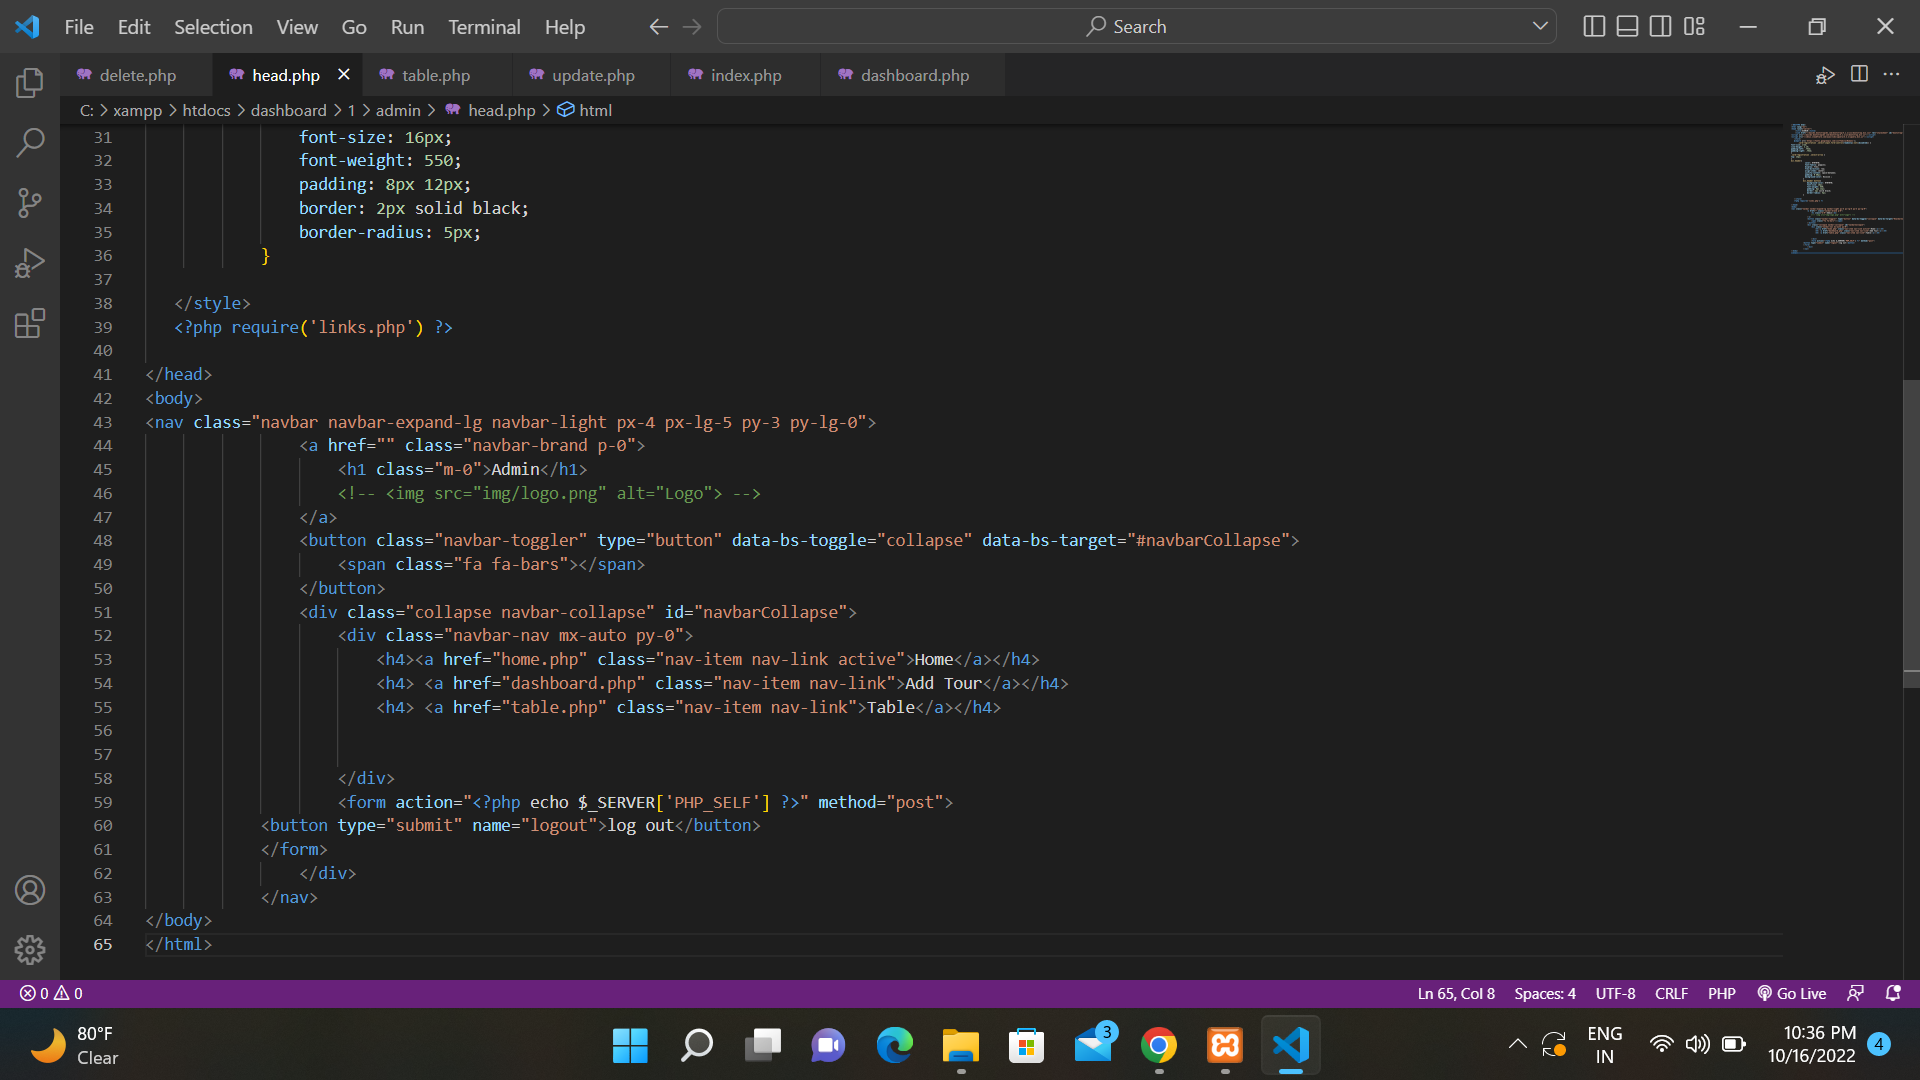 File Edit Selection View Go Run Terminal Help Search
delete.php head.php table.php update.php index.php dashboard.php
C: > xampp > htdocs > dashboard > 1 > admin > head.php > html
31 font-size: 16px;
32 font-weight: 550;
33 padding: 8px 12px;
34 border: 2px solid black;
35 border-radius: 5px;
36 }
37
38 </style>
39 <?php require('links.php') ?>
40
41 </head>
42 <body>
43 <nav class="navbar navbar-expand-lg navbar-light px-4 px-lg-5 py-3 py-lg-0">
44 <a href="" class="navbar-brand p-0">
45 <h1 class="m-0">Admin</h1>
46 <!-- <img src="img/logo.png" alt="Logo"> -->
47 </a>
48 <button class="navbar-toggler" type="button" data-bs-toggle="collapse" data-bs-target="#navbarCollapse">
49 <span class="fa fa-bars"></span>
50 </button>
51 <div class="collapse navbar-collapse" id="navbarCollapse">
52 <div class="navbar-nav mx-auto py-0">
53 <h4><a href="home.php" class="nav-item nav-link active">Home</a></h4>
54 <h4> <a href="dashboard.php" class="nav-item nav-link">Add Tour</a></h4>
55 <h4> <a href="table.php" class="nav-item nav-link">Table</a></h4>
56
57
58 </div>
59 <form action="<?php echo $_SERVER['PHP_SELF'] ?>" method="post">
60 <button type="submit" name="logout">log out</button>
61 </form>
62 </div>
63 </nav>
64 </body>
65 </html>
0 0 Ln 65, Col 8 Spaces: 4 UTF-8 CRLF PHP Go Live
80°F
Clear
3
ENG
IN
10:36 PM
10/16/2022
4